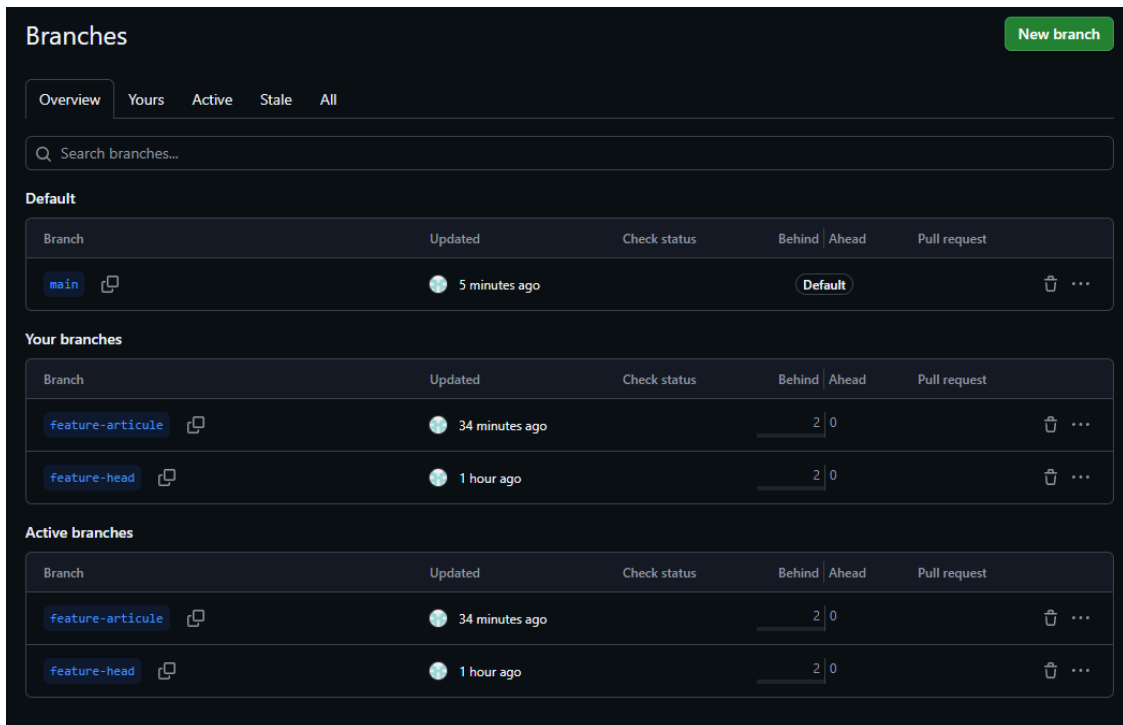 Branches
New branch
Overview Yours Active Stale All
Search branches...
Default
Branch Updated Check status Behind Ahead Pull request
main 5 minutes ago Default
Your branches
Branch Updated Check status Behind Ahead Pull request
feature-articule 34 minutes ago 2 0
feature-head 1 hour ago 2 0
Active branches
Branch Updated Check status Behind Ahead Pull request
feature-articule 34 minutes ago 2 0
feature-head 1 hour ago 2 0